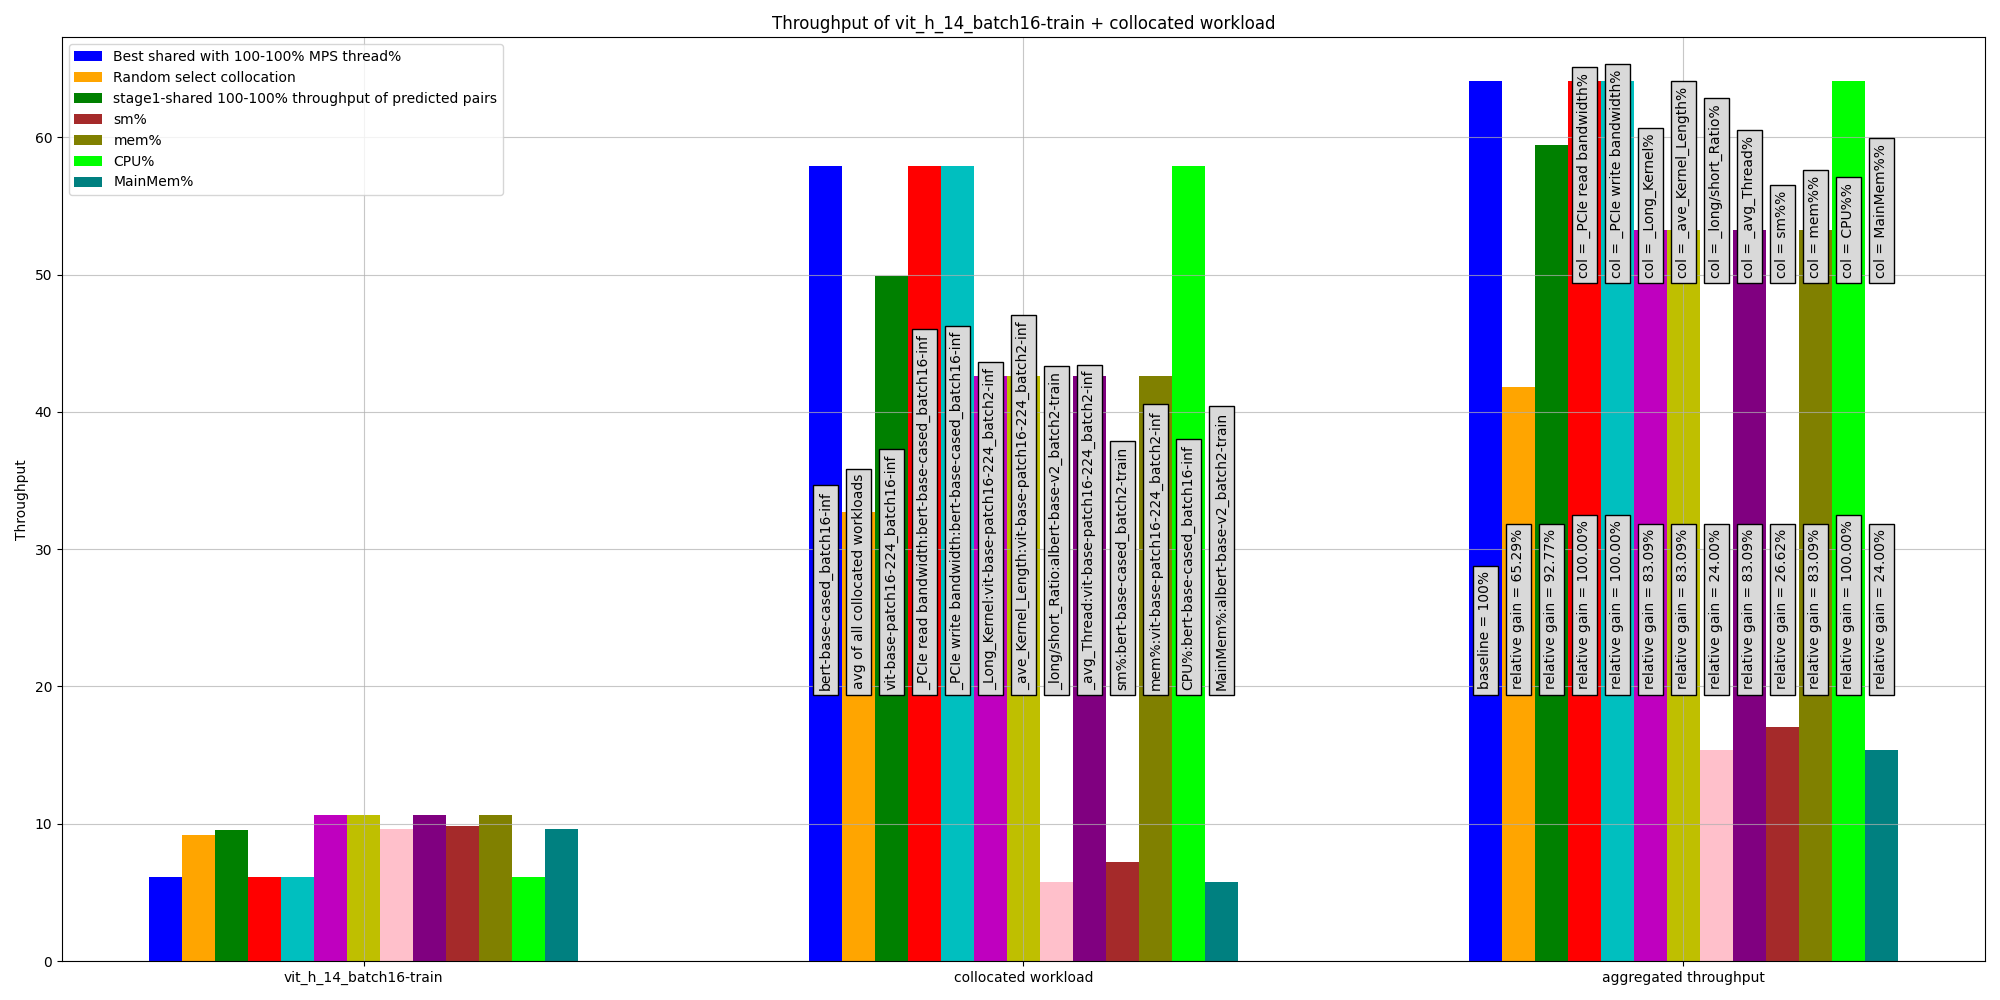 Throughput of vit_h_14_batch16-train + collocated workload
Best shared with 100-100% MPS thread%
Random select collocation
stage1-shared 100-100% throughput of predicted pairs
sm%
mem%
CPU%
MainMem%
Throughput
60
50
40
30
20
10
0
bert-base-cased_batch16-inf
avg of all collocated workloads
vit-base-patch16-224_batch16-inf
_PCIe read bandwidth:bert-base-cased_batch16-inf
_PCIe write bandwidth:bert-base-cased_batch16-inf
_Long_Kernel:vit-base-patch16-224_batch2-inf
_ave_Kernel_Length:vit-base-patch16-224_batch2-inf
_long/short_Ratio:albert-base-v2_batch2-train
_avg_Thread:vit-base-patch16-224_batch2-inf
sm%:bert-base-cased_batch2-train
mem%:vit-base-patch16-224_batch2-inf
CPU%:bert-base-cased_batch16-inf
MainMem%:albert-base-v2_batch2-train
col = _PCIe read bandwidth%
col = _PCIe write bandwidth%
col = _Long_Kernel%
col = _ave_Kernel_Length%
col = _long/short_Ratio%
col = _avg_Thread%
col = sm%%
col = mem%%
col = CPU%%
col = MainMem%%
baseline = 100%
relative gain = 65.29%
relative gain = 92.77%
relative gain = 100.00%
relative gain = 100.00%
relative gain = 83.09%
relative gain = 83.09%
relative gain = 24.00%
relative gain = 83.09%
relative gain = 26.62%
relative gain = 83.09%
relative gain = 100.00%
relative gain = 24.00%
vit_h_14_batch16-train
collocated workload
aggregated throughput